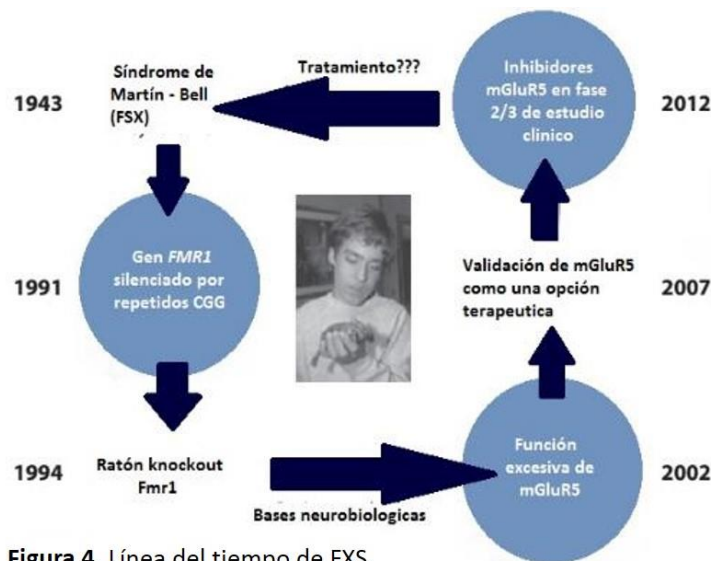 1943
Síndrome de
Martín - Bell
(FSX)
Tratamiento???
Inhibidores
mGluR5 en fase
2/3 de estudio
clinico
2012
1991
Gen FMR1
silenciado por
repetidos CGG
Validación de mGluR5
como una opción
terapeutica
2007
1994
Ratón knockout
Fmr1
Bases neurobiologicas
Función
excesiva de
mGluR5
2002
Figura 4. Línea del tiempo de FXS